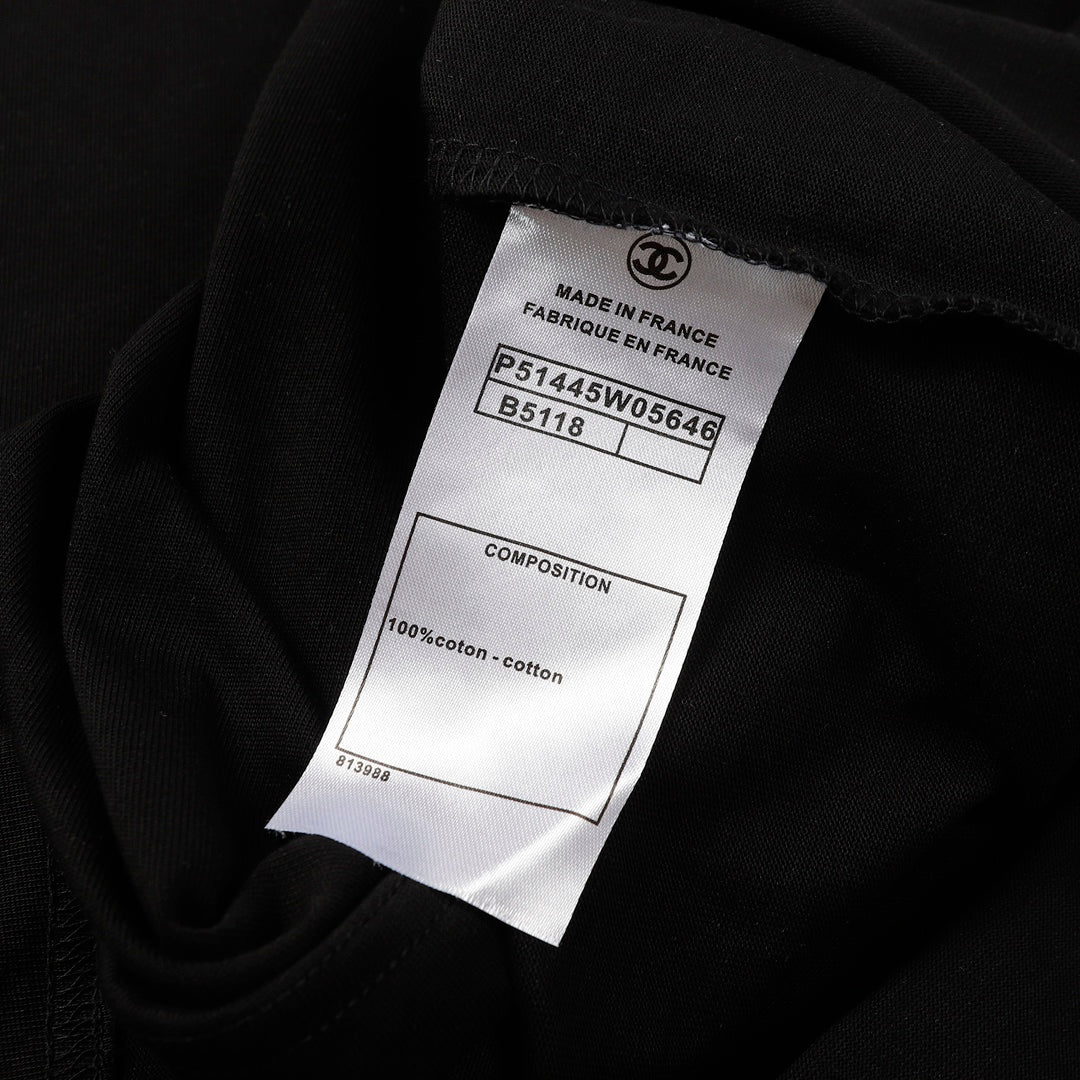 MADE IN FRANCE
FABRIQUE EN FRANCE
P51445W05646
B5118
COMPOSITION
100%coton - cotton
813988